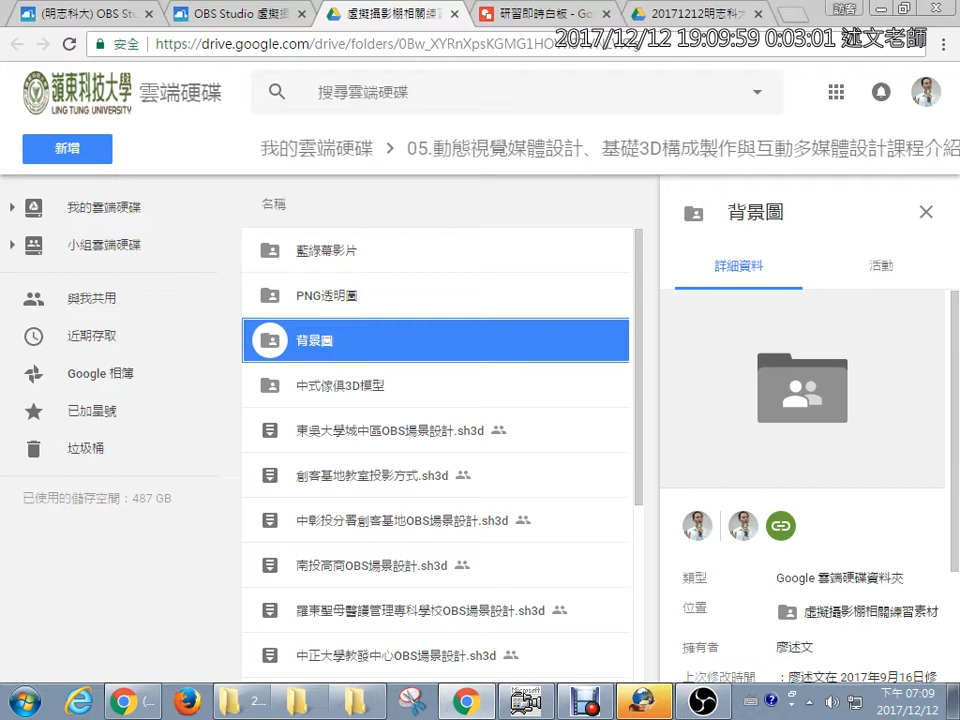 (明志科大) OBS Stu
OBS Studio 虛擬
虛擬攝影棚相關練習
研習即時白板 - Go
20171212明志科大
訪客
安全
https://drive.google.com/drive/folders/0Bw_XYRnXpsKGMG1HO
2017/12/12 19:09:59 0:03:01 述文老師
嶺東科技大學
LING TUNG UNIVERSITY
雲端硬碟
搜尋雲端硬碟
新增
我的雲端硬碟 > 05.動態視覺媒體設計、基礎3D構成製作與互動多媒體設計課程介紹
我的雲端硬碟
小組雲端硬碟
與我共用
近期存取
Google 相簿
已加星號
垃圾桶
已使用的儲存空間：487 GB
名稱
藍綠幕影片
PNG透明圖
背景圖
中式傢俱3D模型
東吳大學城中區OBS場景設計.sh3d
創客基地教室投影方式.sh3d
中彰投分署創客基地OBS場景設計.sh3d
南投高商OBS場景設計.sh3d
羅東聖母醫護管理專科學校OBS場景設計.sh3d
中正大學教發中心OBS場景設計.sh3d
背景圖
詳細資料
活動
類型
Google 雲端硬碟資料夾
位置
虛擬攝影棚相關練習素材
擁有者
廖述文
上次修改時間
：廖述文在 2017年9月16日修
(...
2...
Microsoft
下午 07:09
2017/12/12